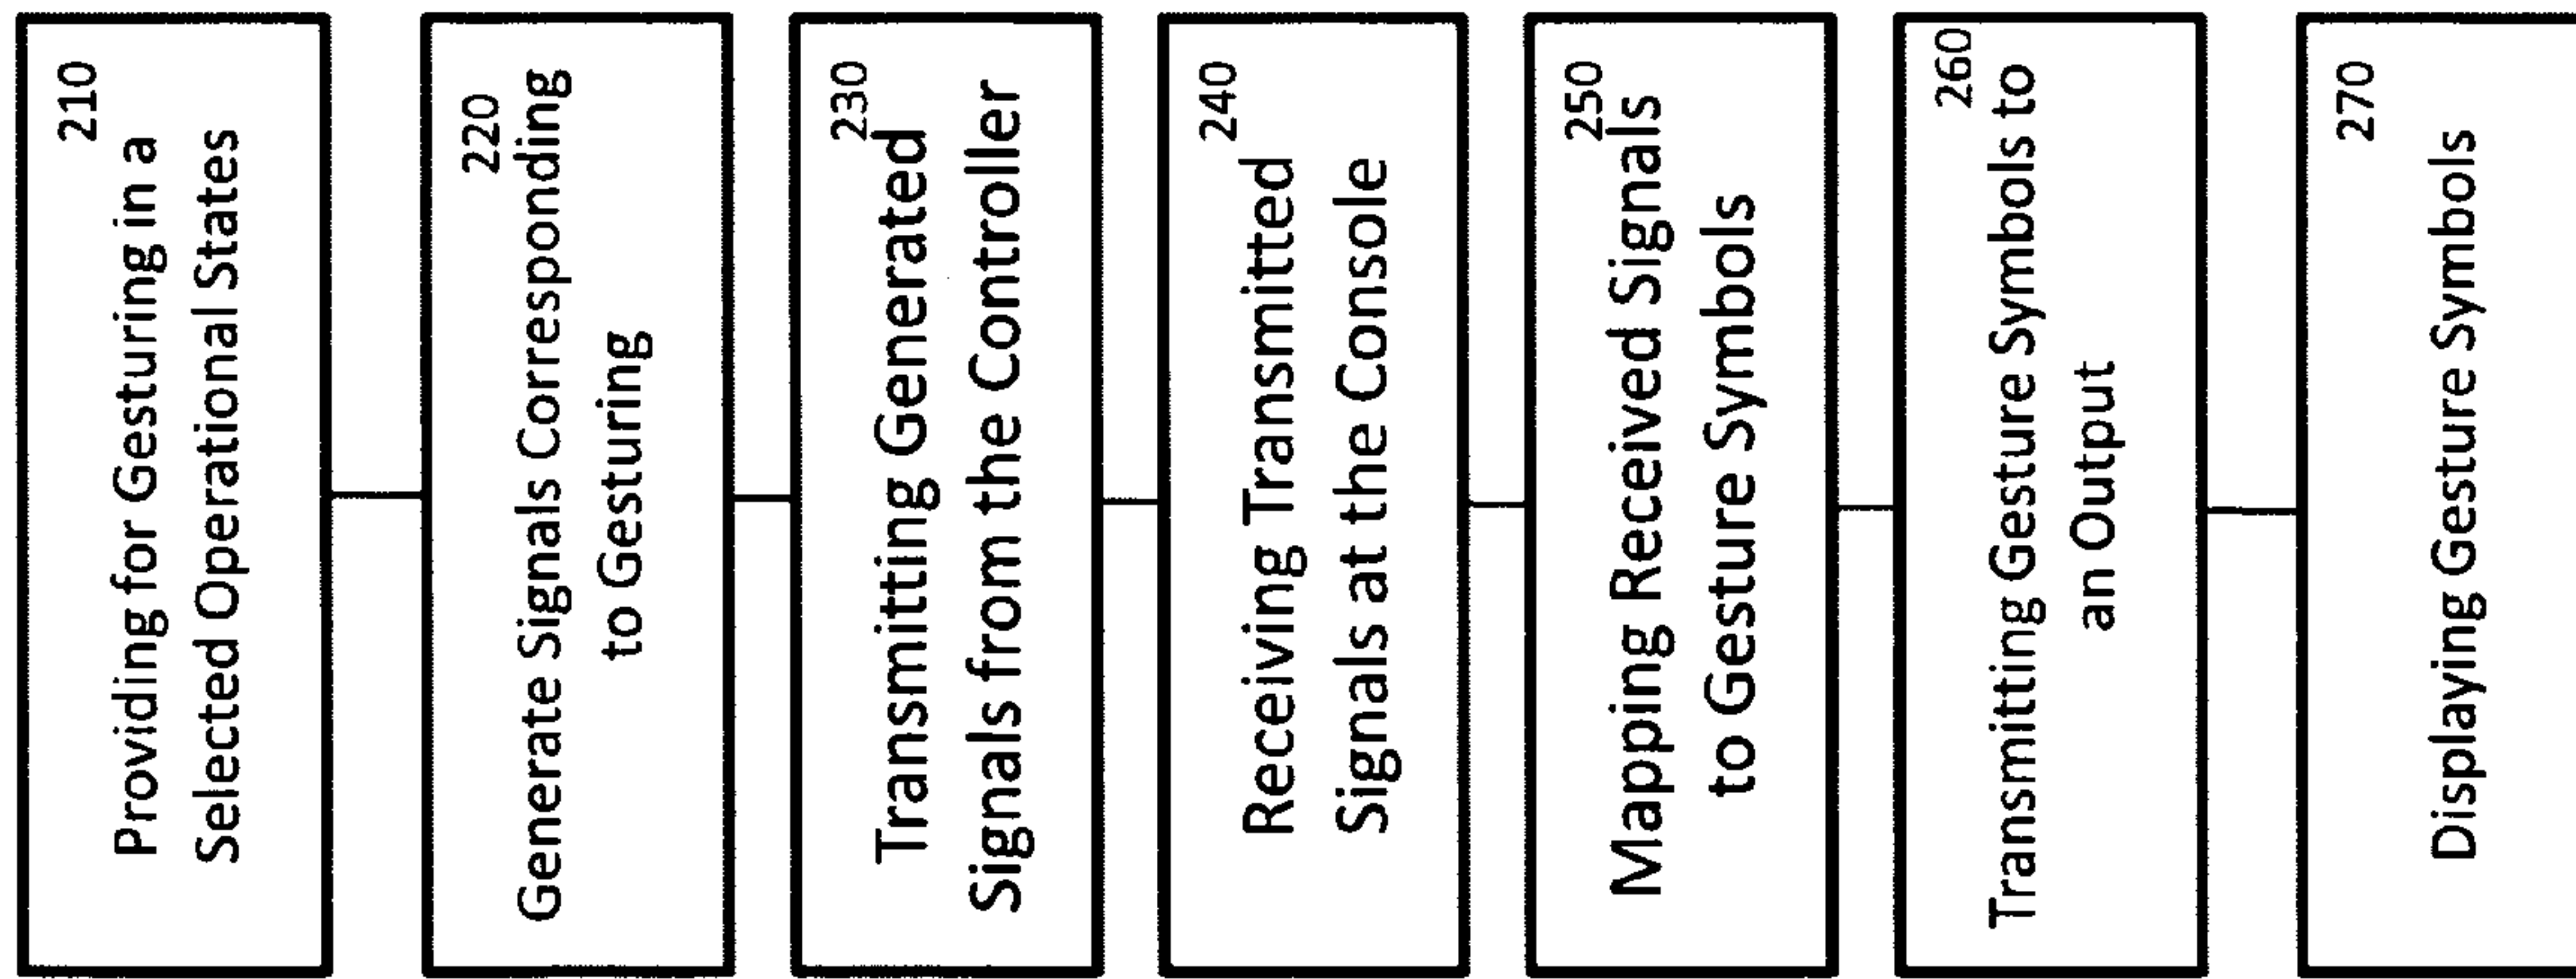 210
Providing for Gesturing in a
Selected Operational States
220
Generate Signals Corresponding
to Gesturing
230
Transmitting Generated
Signals from the Controller
240
Receiving Transmitted
Signals at the Console
250
Mapping Received Signals
to Gesture Symbols
260
Transmitting Gesture Symbols to
an Output
270
Displaying Gesture Symbols